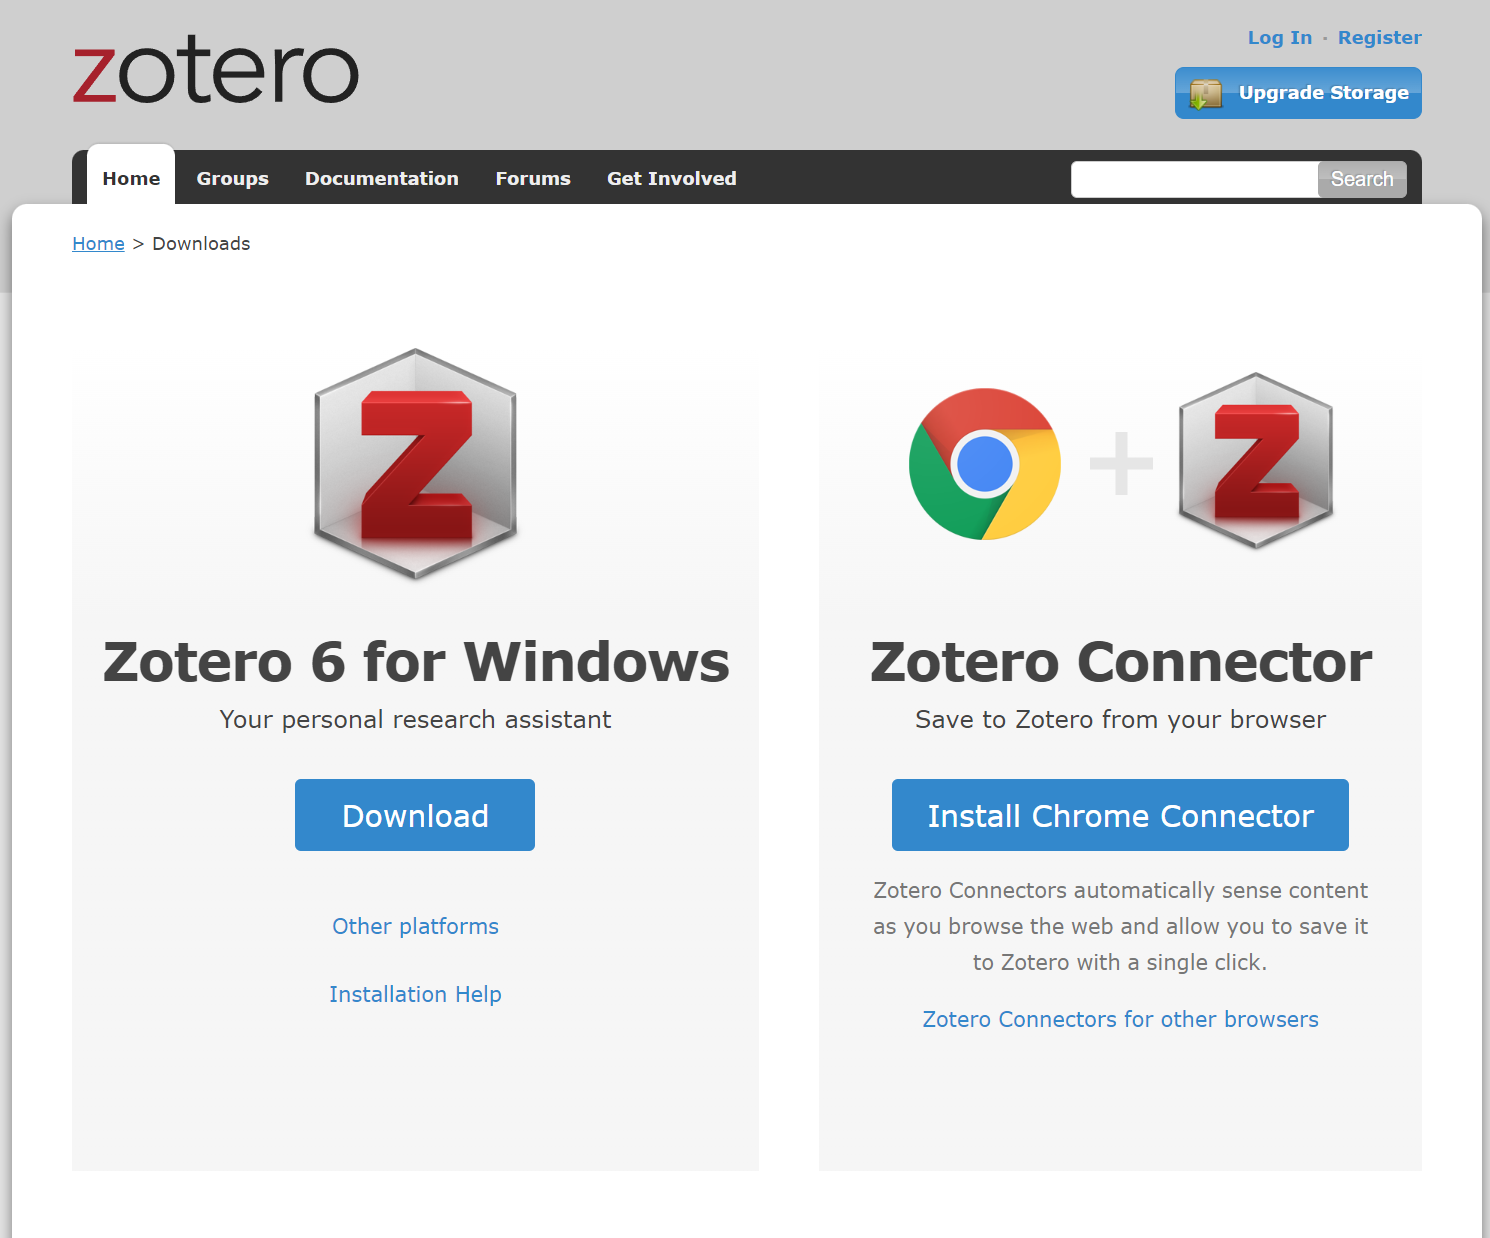 zotero
Log In · Register
Upgrade Storage
Home Groups Documentation Forums Get Involved Search
Home > Downloads
Z
Z
Zotero 6 for Windows
Your personal research assistant
Download
Other platforms
Installation Help
Zotero Connector
Save to Zotero from your browser
Install Chrome Connector
Zotero Connectors automatically sense content
as you browse the web and allow you to save it
to Zotero with a single click.
Zotero Connectors for other browsers